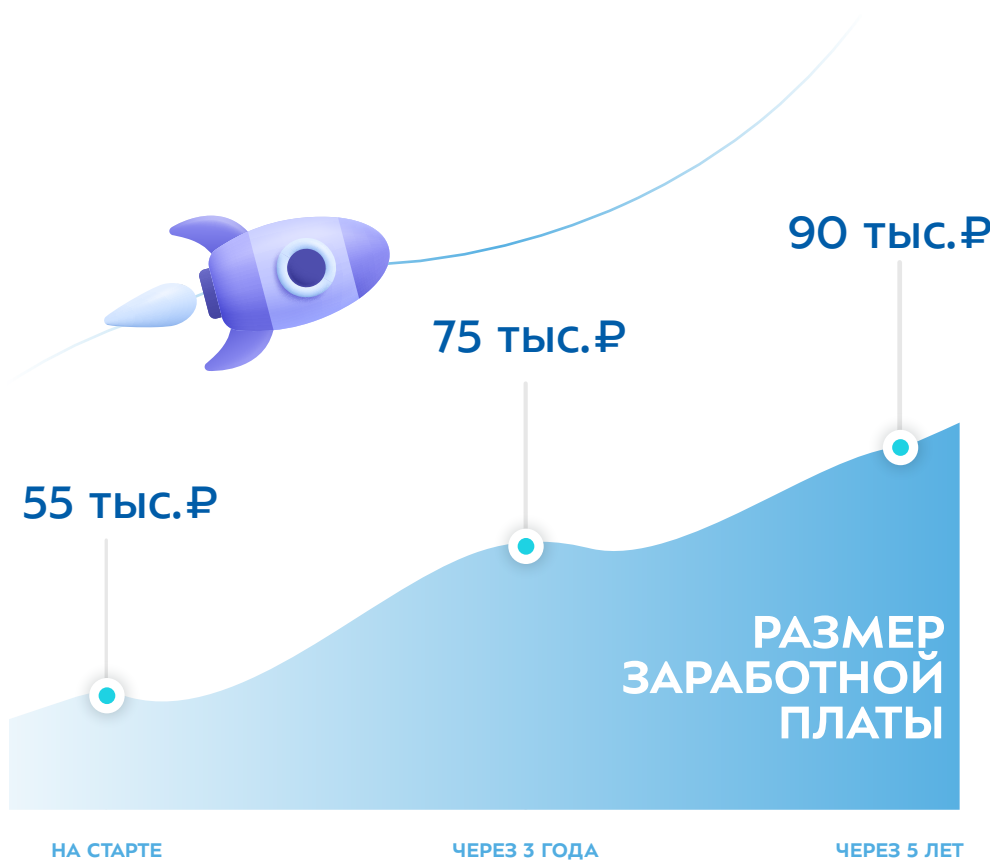 90 тыс.₽
75 тыс.₽
55 тыс.₽
РАЗМЕР
ЗАРАБОТНОЙ
ПЛАТЫ
НА СТАРТЕ
ЧЕРЕЗ 3 ГОДА
ЧЕРЕЗ 5 ЛЕТ